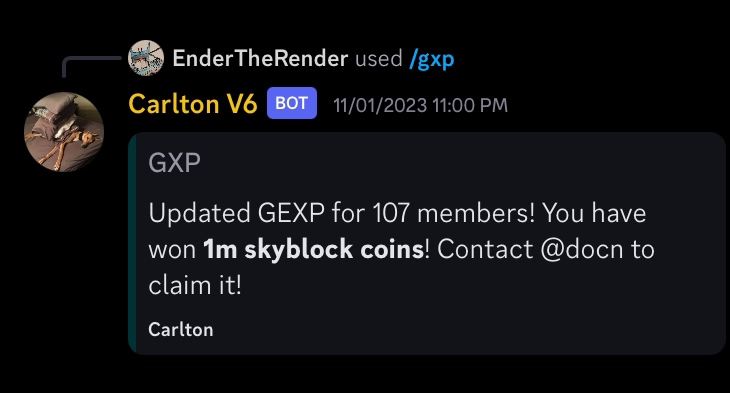 EnderTheRender used /gxp
Carlton V6 BOT 11/01/2023 11:00 PM
GXP
Updated GEXP for 107 members! You have
won 1m skyblock coins! Contact @docn to
claim it!
Carlton